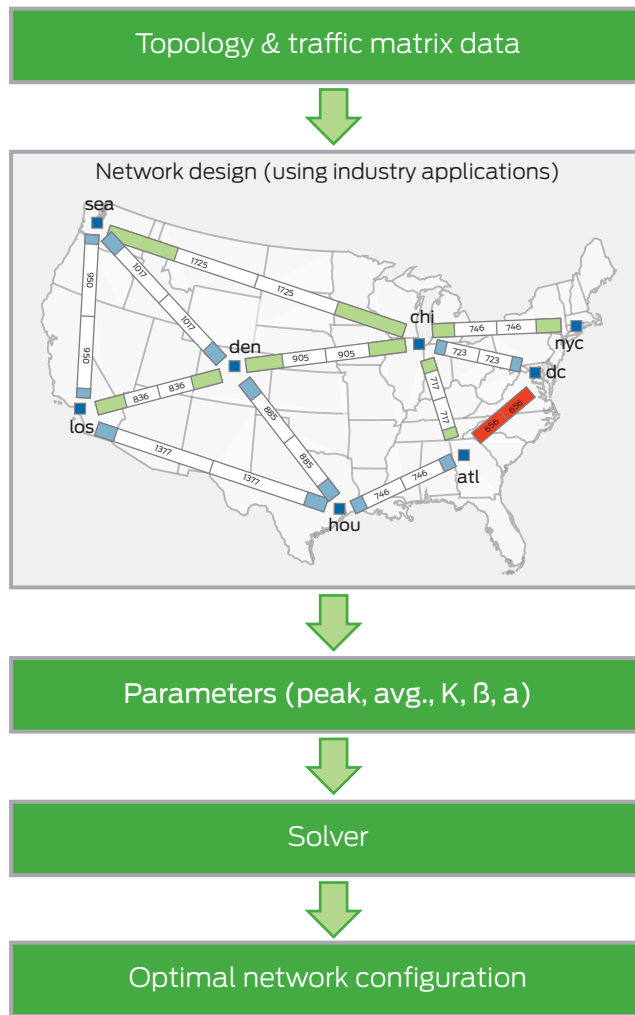 Topology & traffic matrix data
Network design (using industry applications)
sea
1725
1725
1017
1017
950
950
den
905
905
chi
746
746
nyc
723
723
dc
717
717
656
656
836
836
los
885
885
1377
1377
746
746
atl
hou
Parameters (peak, avg., K, ß, a)
Solver
Optimal network configuration